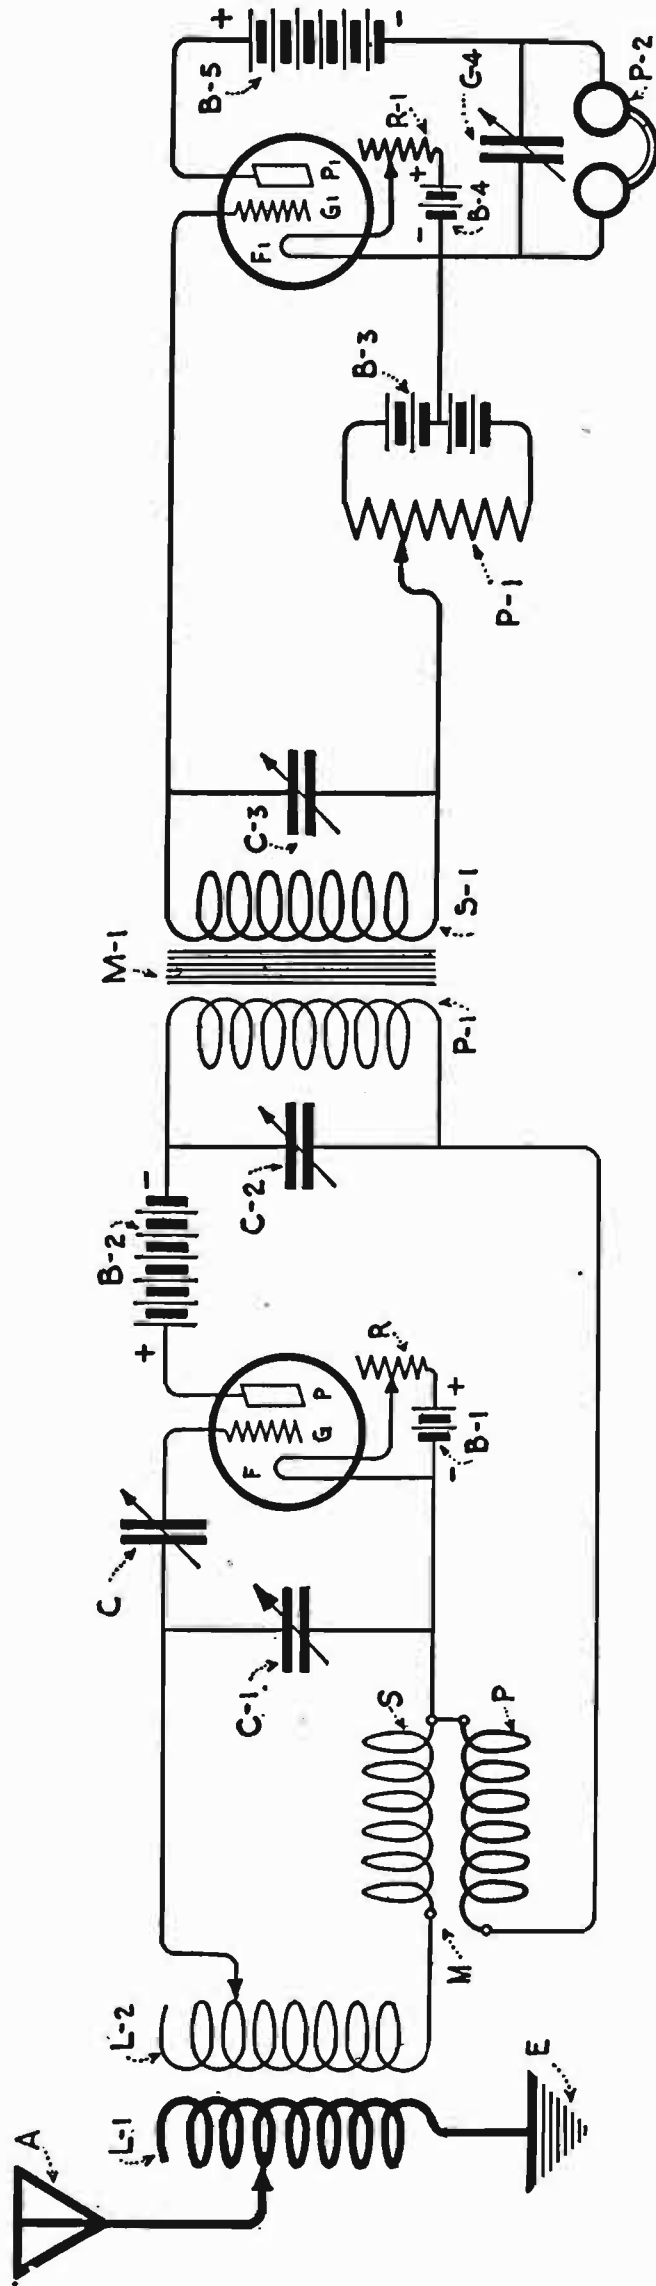 A
L-1
L-2
E
M
S
P
C-1.
C
F
G
P
R
-
+
B-1
+
B-2
-
C-2
P-1
M-1
S-1
C-3
P-1
B-3
F1
G1
P1
B-5
+
-
R-1
+
-
B-4
C-4
P-2